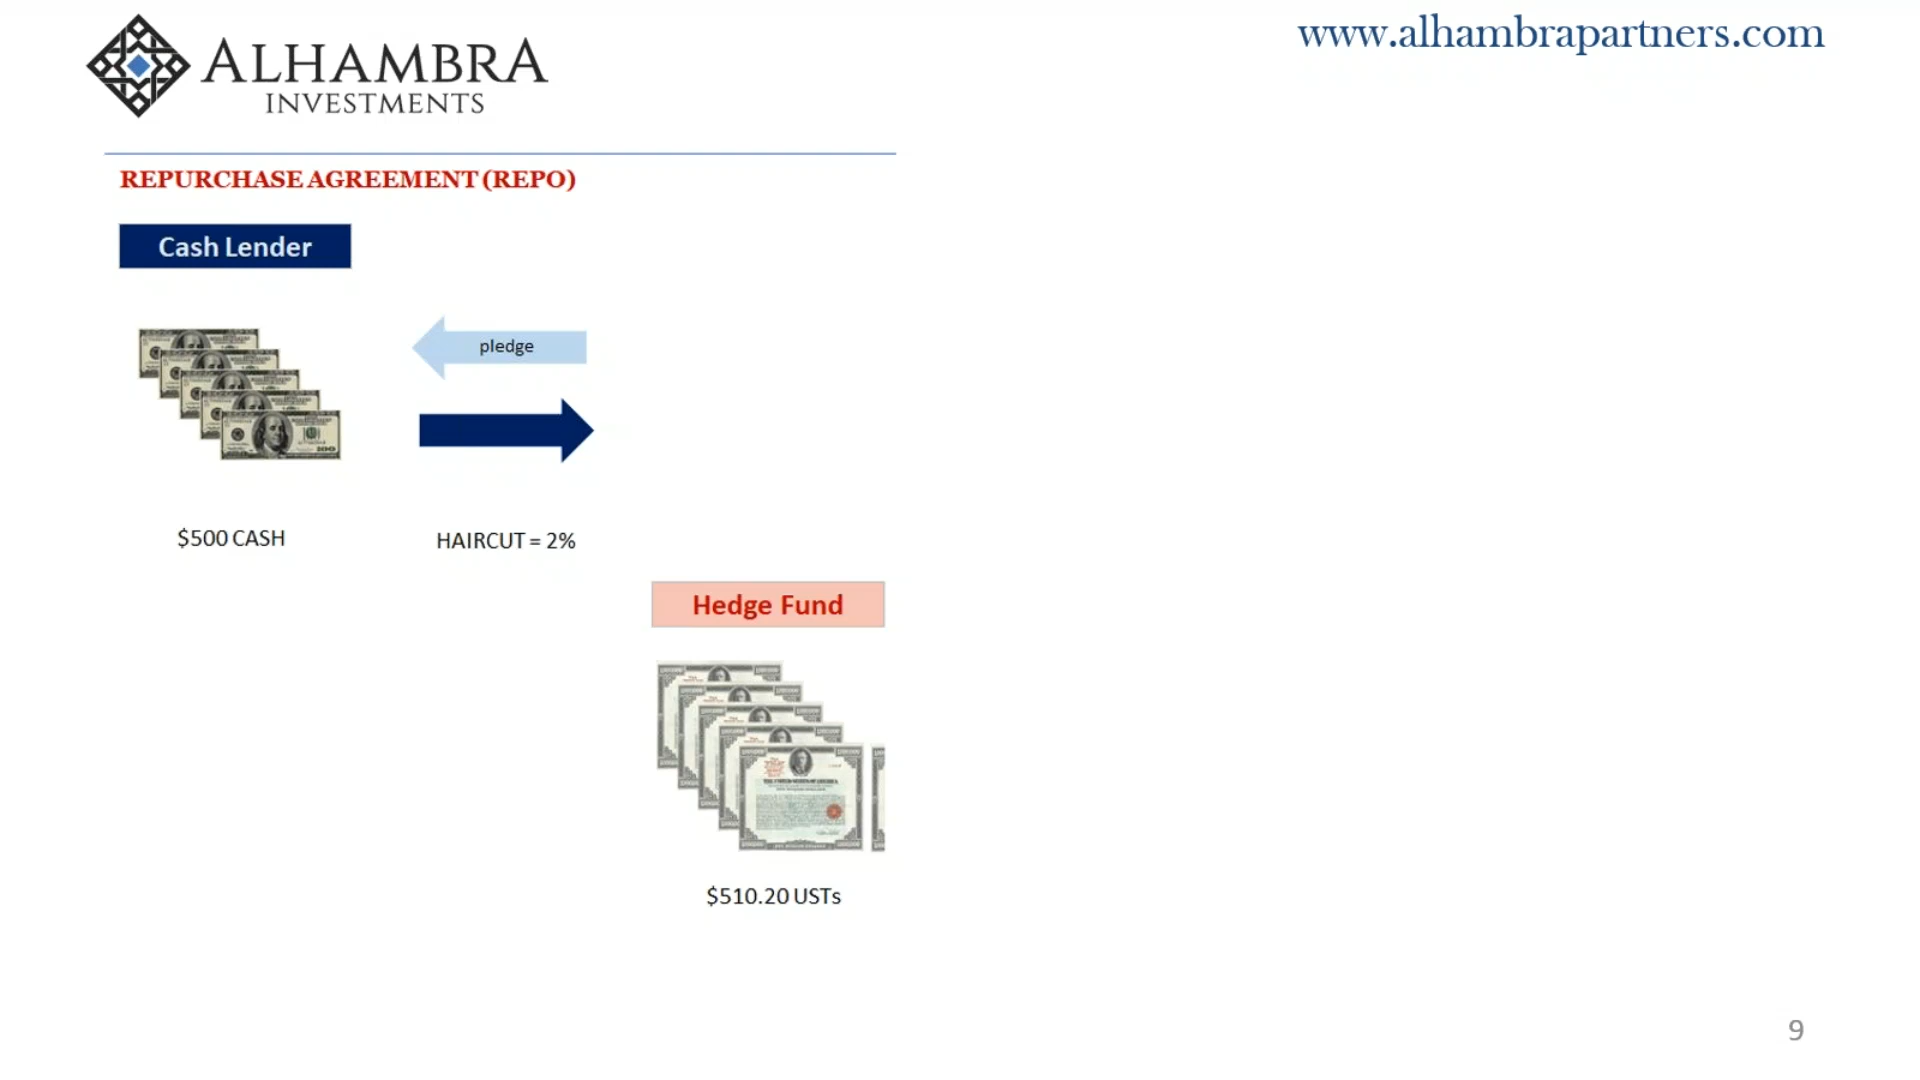 ALHAMBRA
INVESTMENTS
www.alhambrapartners.com
REPURCHASE AGREEMENT (REPO)
Cash Lender
pledge
$500 CASH
HAIRCUT = 2%
Hedge Fund
$510.20 USTs
9